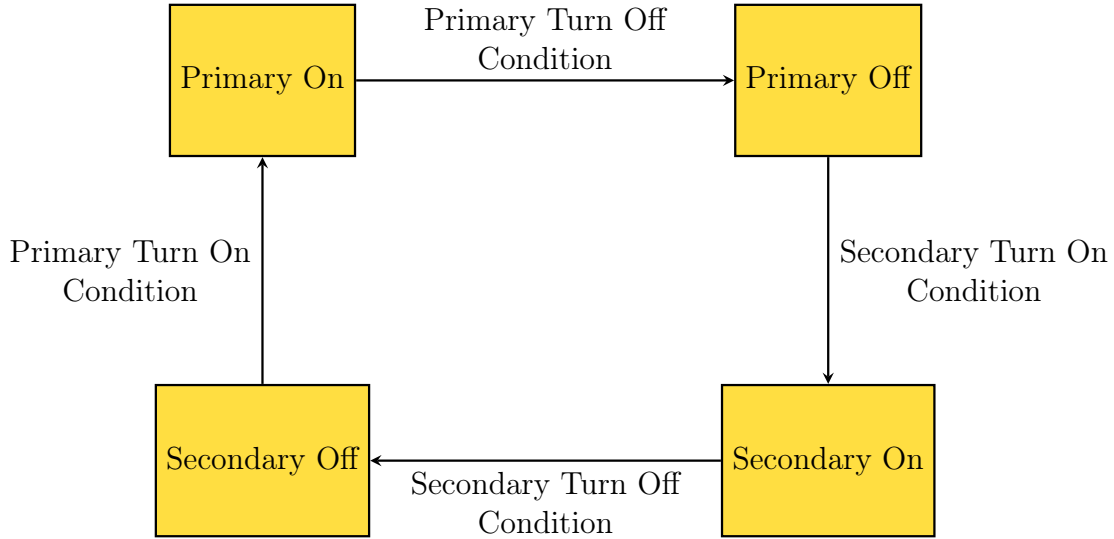 Primary Turn Off
Condition
Primary On
Primary Off
Primary Turn On
Condition
Secondary Turn On
Condition
Secondary Off
Secondary On
Secondary Turn Off
Condition